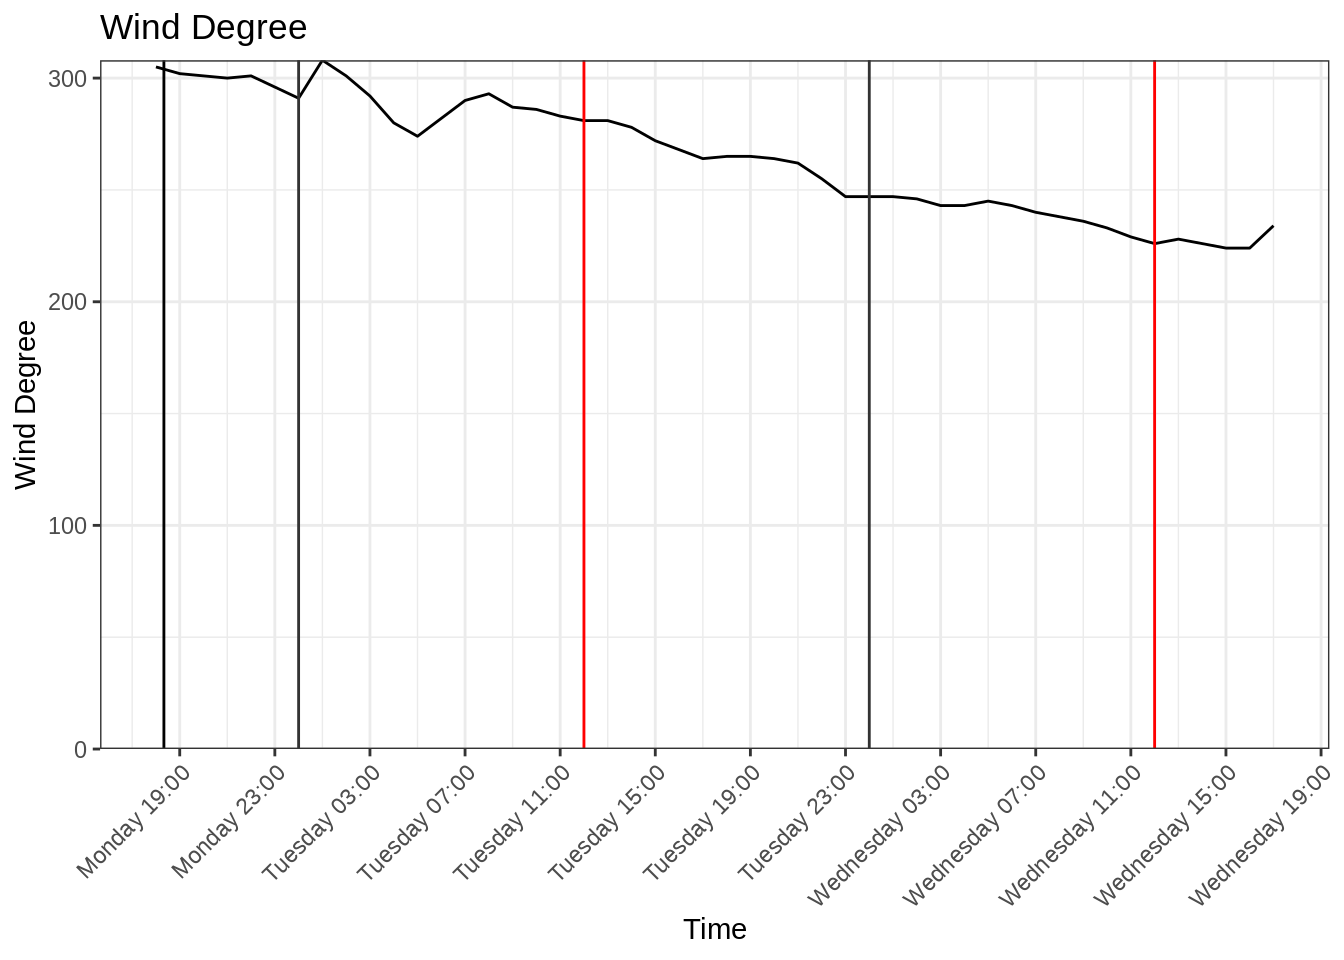 Wind Degree
Wind Degree
300
200
100
0
Monday 19:00
Monday 23:00
Tuesday 03:00
Tuesday 07:00
Tuesday 11:00
Tuesday 15:00
Tuesday 19:00
Tuesday 23:00
Wednesday 03:00
Wednesday 07:00
Wednesday 11:00
Wednesday 15:00
Wednesday 19:00
Time